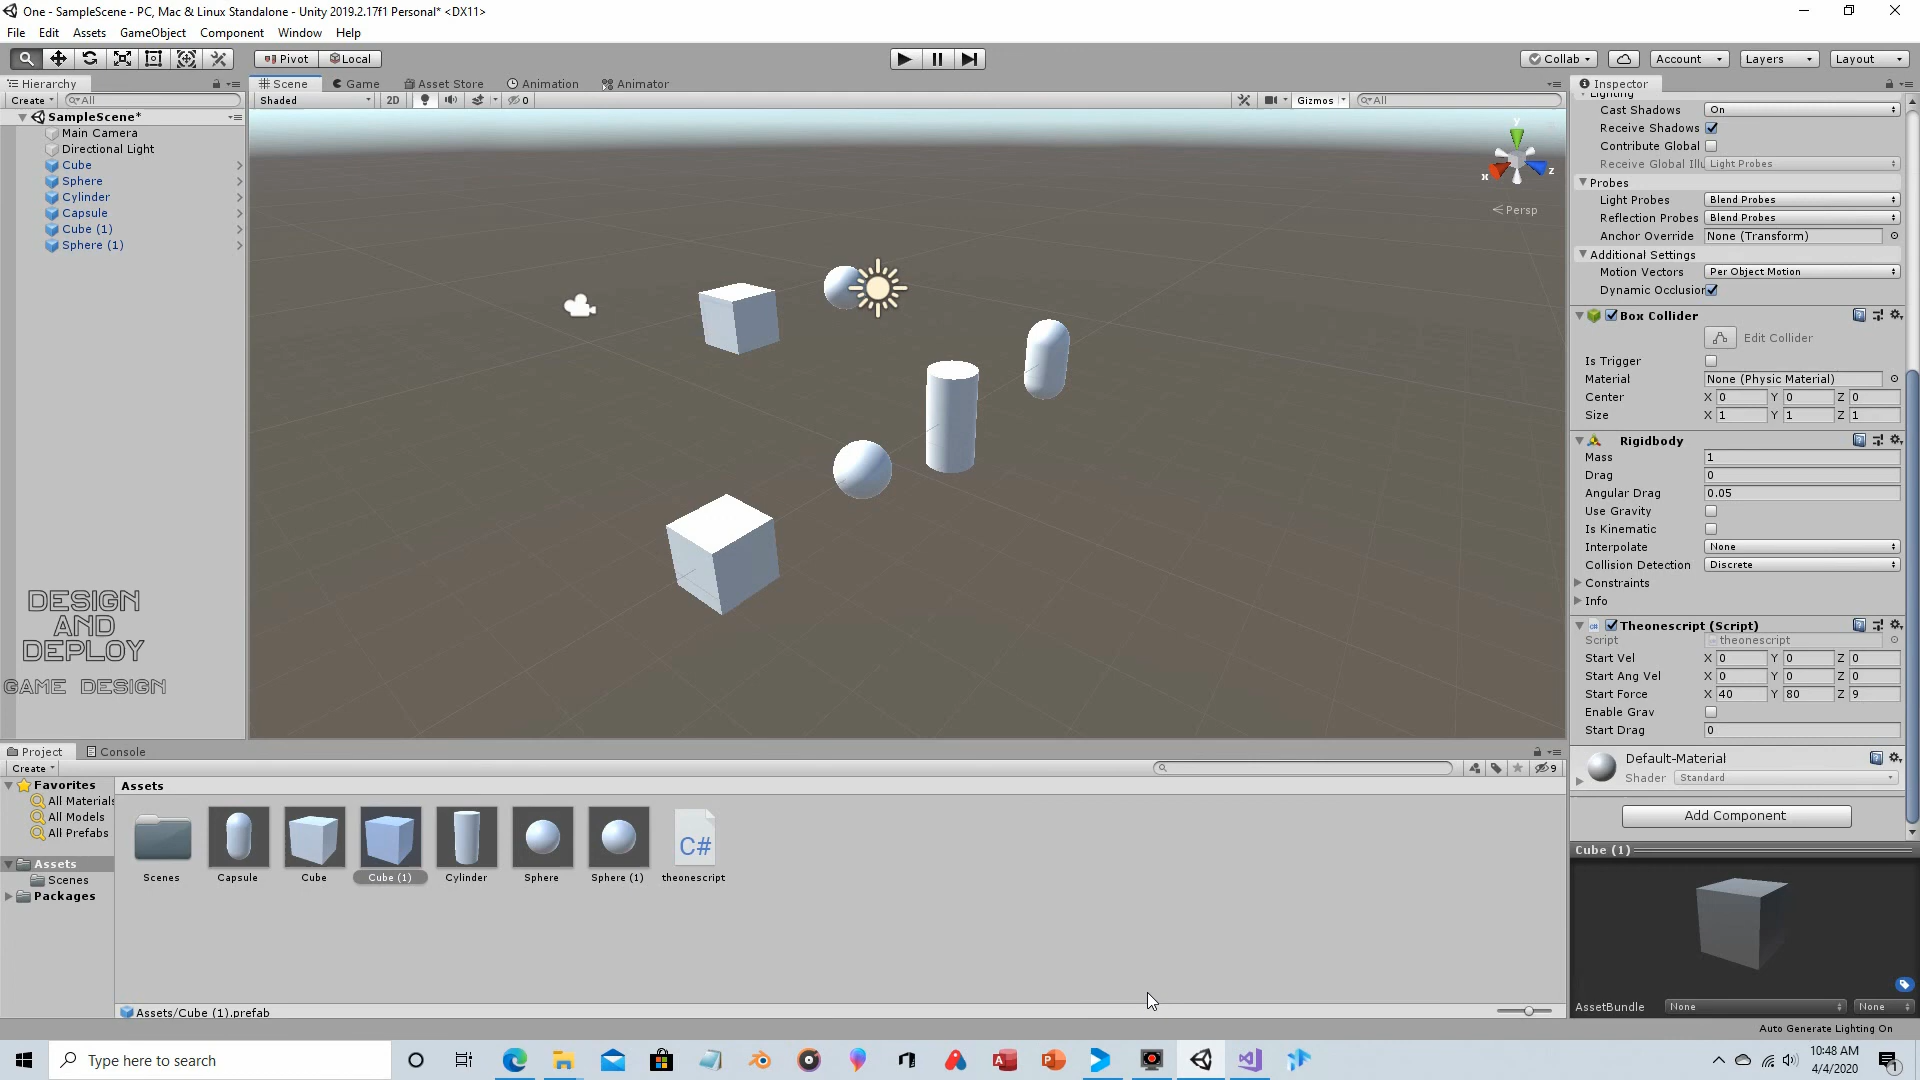 One - SampleScene - PC, Mac & Linux Standalone - Unity 2019.2.17f1 Personal* <DX11>
File Edit Assets GameObject Component Window Help
Pivot Local Collab Account Layers Layout
Hierarchy
Create All
SampleScene*
Main Camera
Directional Light
Cube
Sphere
Cylinder
Capsule
Cube (1)
Sphere (1)
DESIGN
AND
DEPLOY
GAME DESIGN
Scene Game Asset Store Animation Animator
Shaded 2D 0 Gizmos All
y
x z
Persp
Inspector
Lighting
Cast Shadows On
Receive Shadows
Contribute Global
Receive Global Illu Light Probes
Probes
Light Probes Blend Probes
Reflection Probes Blend Probes
Anchor Override None (Transform)
Additional Settings
Motion Vectors Per Object Motion
Dynamic Occlusion
Box Collider
Edit Collider
Is Trigger
Material None (Physic Material)
Center X 0 Y 0 Z 0
Size X 1 Y 1 Z 1
Rigidbody
Mass 1
Drag 0
Angular Drag 0.05
Use Gravity
Is Kinematic
Interpolate None
Collision Detection Discrete
Constraints
Info
Theonescript (Script)
Script theonescript
Start Vel X 0 Y 0 Z 0
Start Ang Vel X 0 Y 0 Z 0
Start Force X 40 Y 80 Z 9
Enable Grav
Start Drag 0
Default-Material
Shader Standard
Add Component
Cube (1)
AssetBundle None None
Project Console
Create 9
Favorites
All Materials
All Models
All Prefabs
Assets
Scenes
Packages
Assets
C#
Scenes Capsule Cube Cube (1) Cylinder Sphere Sphere (1) theonescript
Assets/Cube (1).prefab
Auto Generate Lighting On
Type here to search
10:48 AM
4/4/2020
1